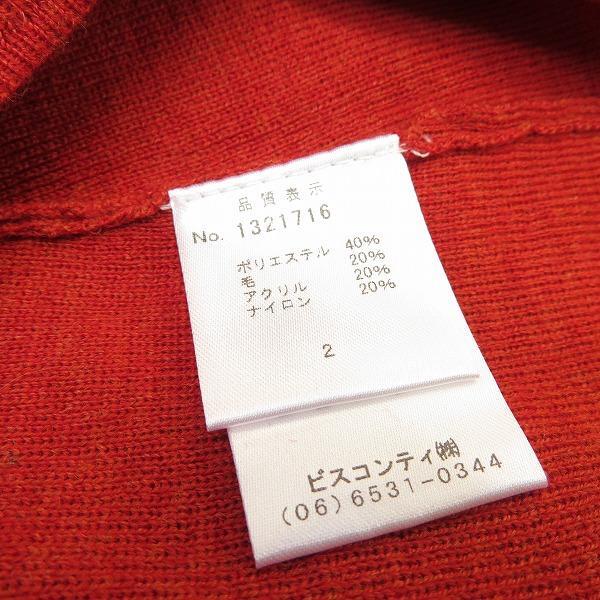 品質表示
No. 1321716
ポリエステル 40%
毛 20%
アクリル 20%
ナイロン 20%
2
ビスコンティ㈱
(06)6531-0344